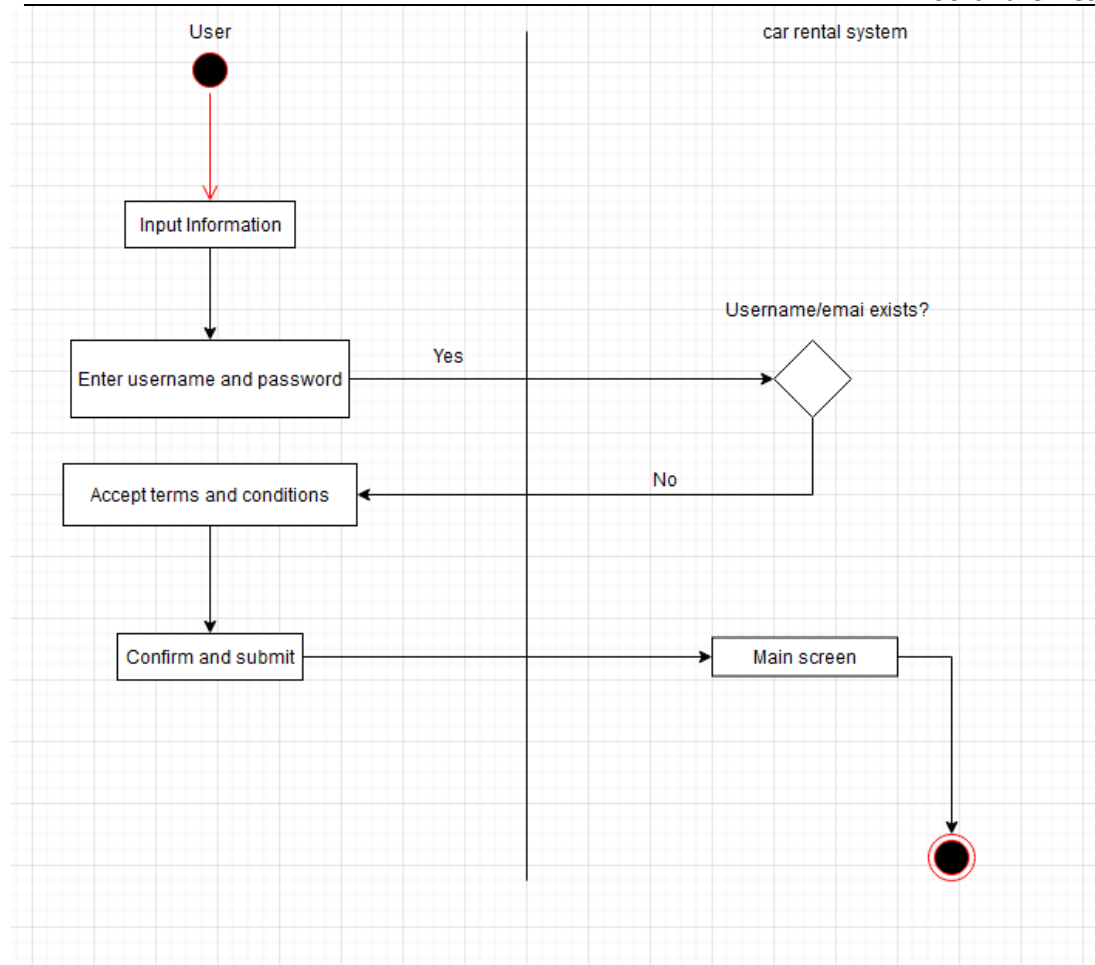 User
car rental system
Input Information
Username/emai exists?
Yes
Enter username and password
No
Accept terms and conditions
Confirm and submit
Main screen